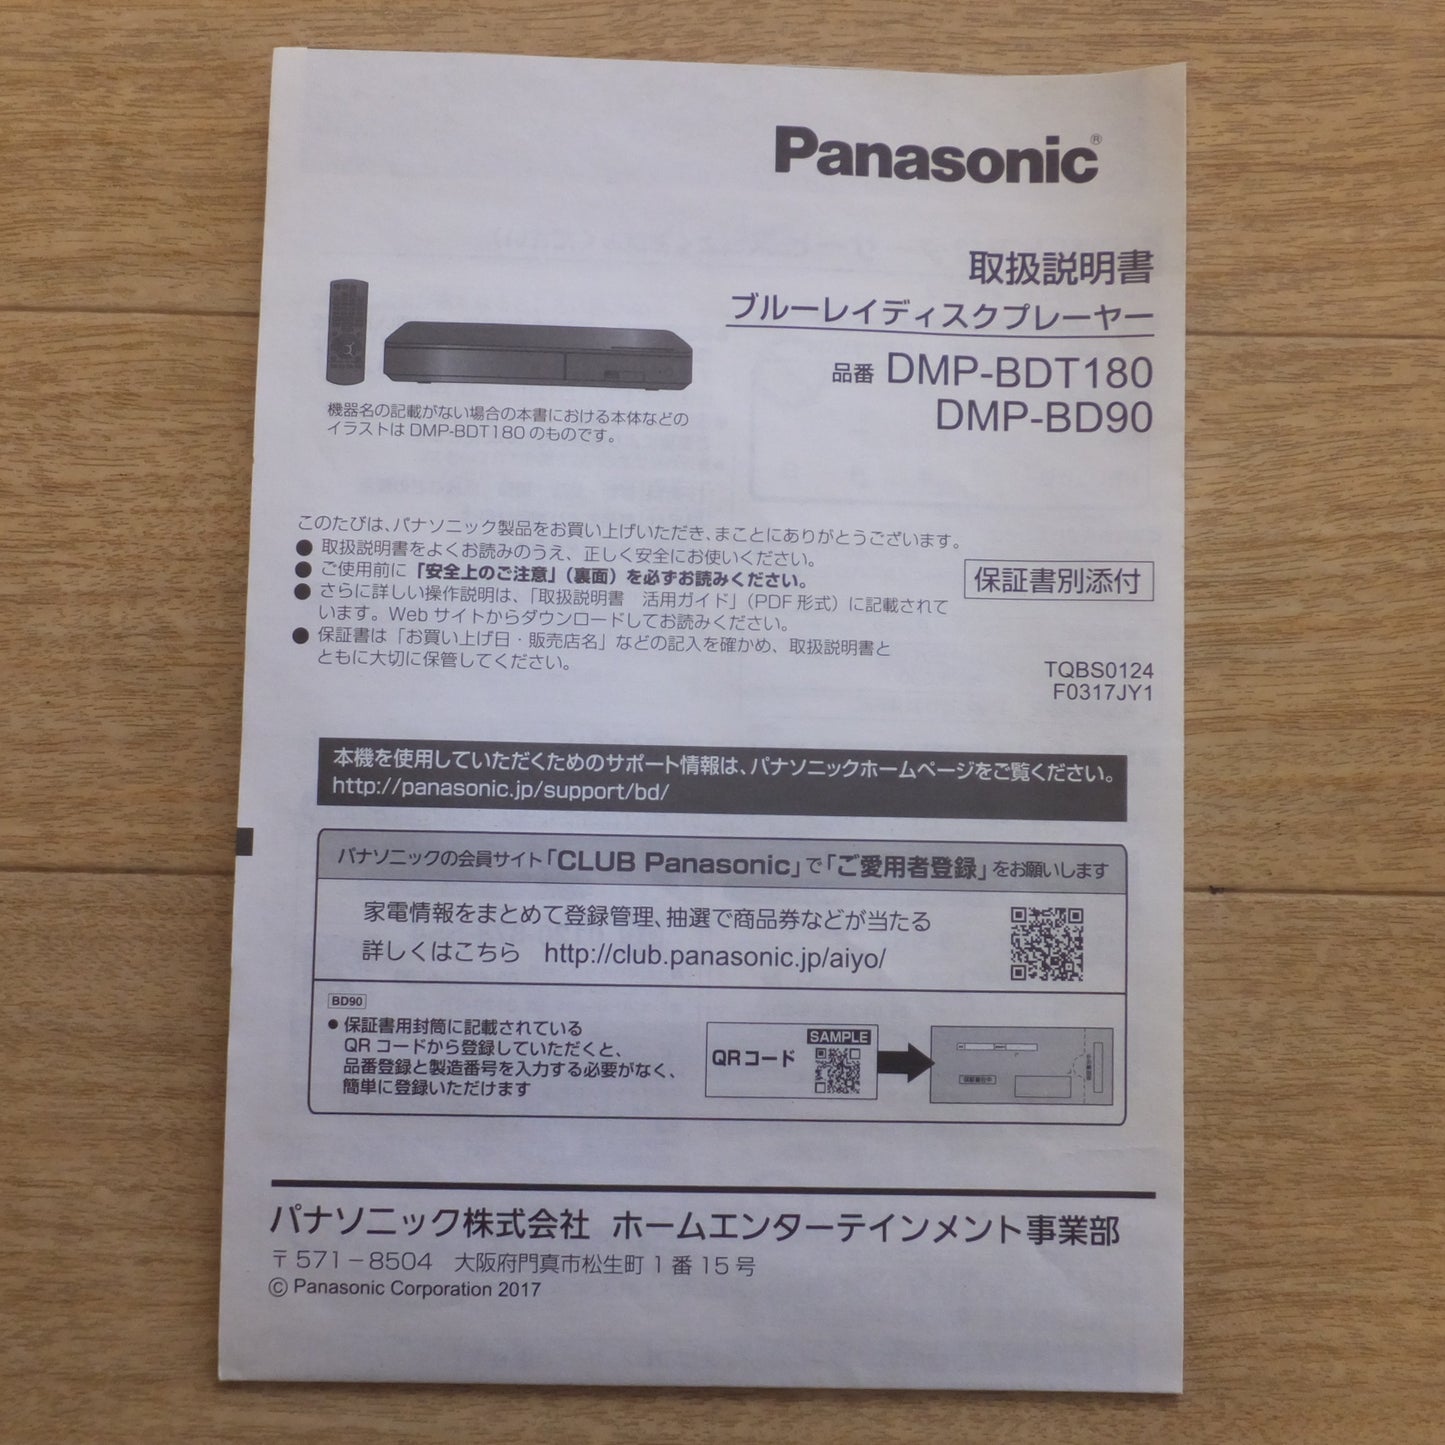 Panasonic®
取扱説明書
ブルーレイディスクプレーヤー
品番 DMP-BDT180
DMP-BD90
機器名の記載がない場合の本書における本体などの
イラストは DMP-BDT180 のものです。
このたびは、パナソニック製品をお買い上げいただき、まことにありがとうございます。
● 取扱説明書をよくお読みのうえ、正しく安全にお使いください。
● ご使用前に「安全上のご注意」（裏面）を必ずお読みください。
● さらに詳しい操作説明は、「取扱説明書 活用ガイド」（PDF 形式）に記載されて
います。Web サイトからダウンロードしてお読みください。
● 保証書は「お買い上げ日・販売店名」などの記入を確かめ、取扱説明書と
ともに大切に保管してください。
保証書別添付
TQBS0124
F0317JY1
本機を使用していただくためのサポート情報は、パナソニックホームページをご覧ください。
http://panasonic.jp/support/bd/
パナソニックの会員サイト「CLUB Panasonic」で「ご愛用者登録」をお願いします
家電情報をまとめて登録管理、抽選で商品券などが当たる
詳しくはこちら http://club.panasonic.jp/aiyo/
BD90
● 保証書用封筒に記載されている
QR コードから登録していただくと、
品番登録と製造番号を入力する必要がなく、
簡単に登録いただけます
SAMPLE
QRコード
パナソニック株式会社 ホームエンターテインメント事業部
〒571－8504 大阪府門真市松生町 1 番 15 号
© Panasonic Corporation 2017